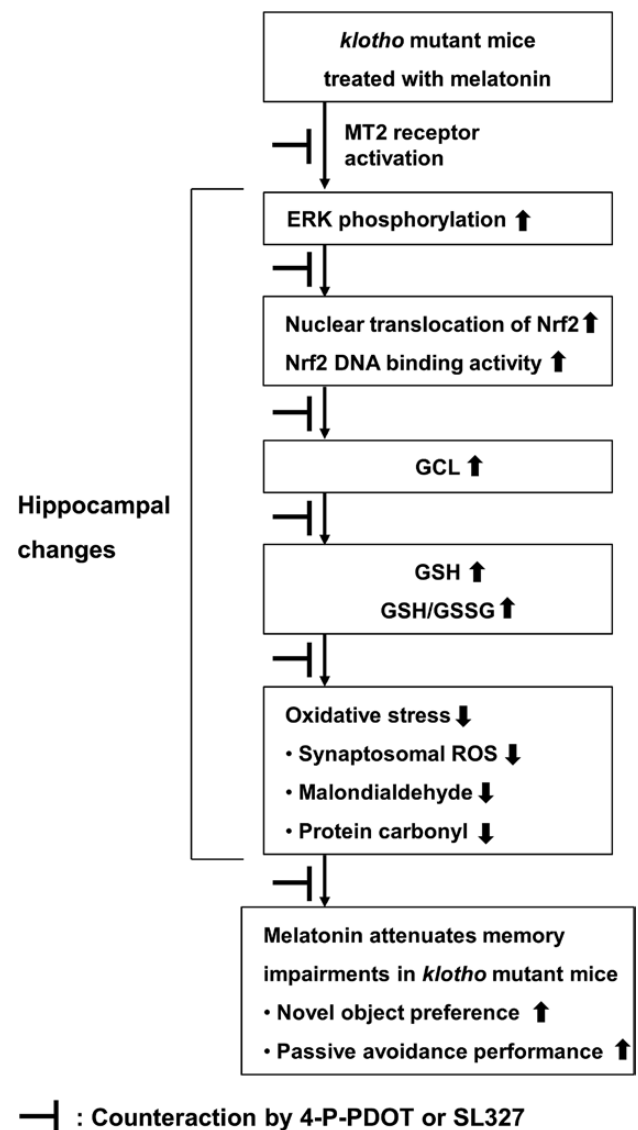 klotho mutant mice
treated with melatonin
MT2 receptor
activation
ERK phosphorylation ⬆
Nuclear translocation of Nrf2 ⬆
Nrf2 DNA binding activity ⬆
GCL ⬆
Hippocampal
changes
GSH ⬆
GSH/GSSG ⬆
Oxidative stress ⬇
• Synaptosomal ROS ⬇
• Malondialdehyde ⬇
• Protein carbonyl ⬇
Melatonin attenuates memory
impairments in klotho mutant mice
• Novel object preference ⬆
• Passive avoidance performance ⬆
: Counteraction by 4-P-PDOT or SL327